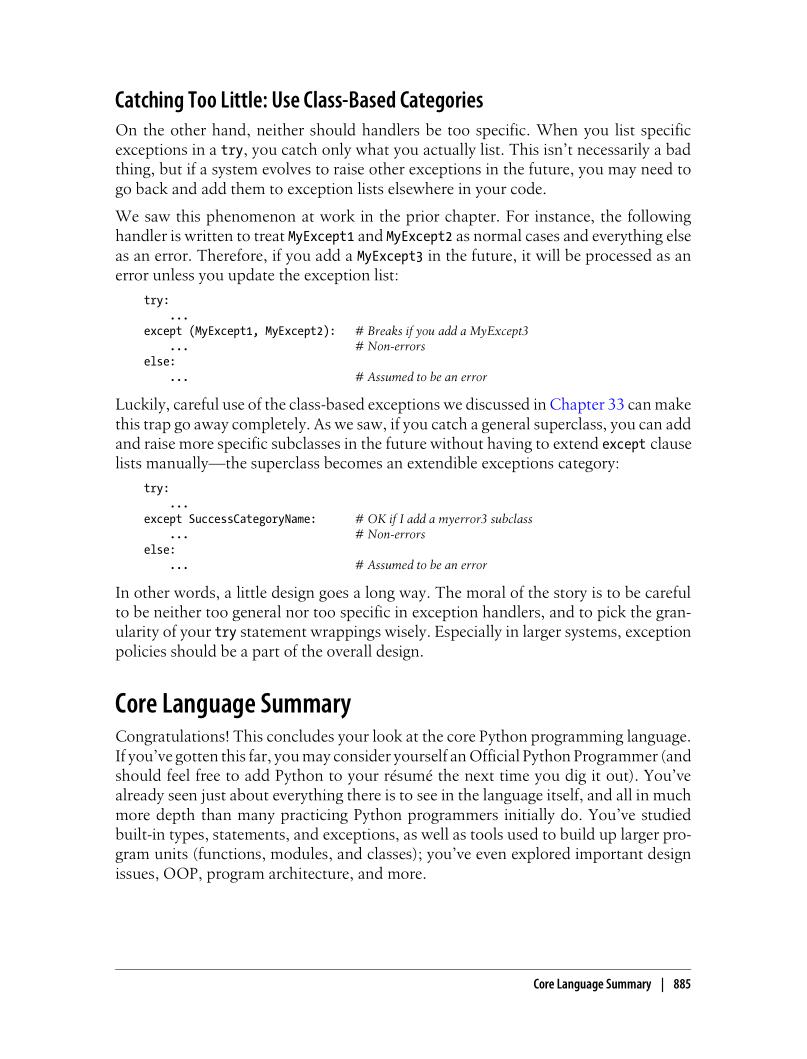 Catching Too Little: Use Class-Based Categories
On the other hand, neither should handlers be too specific. When you list specific
exceptions in a try, you catch only what you actually list. This isn’t necessarily a bad
thing, but if a system evolves to raise other exceptions in the future, you may need to
go back and add them to exception lists elsewhere in your code.
We saw this phenomenon at work in the prior chapter. For instance, the following
handler is written to treat MyExcept1 and MyExcept2 as normal cases and everything else
as an error. Therefore, if you add a MyExcept3 in the future, it will be processed as an
error unless you update the exception list:
try:
...
except (MyExcept1, MyExcept2): # Breaks if you add a MyExcept3
... # Non-errors
else:
... # Assumed to be an error
Luckily, careful use of the class-based exceptions we discussed in Chapter 33 can make
this trap go away completely. As we saw, if you catch a general superclass, you can add
and raise more specific subclasses in the future without having to extend except clause
lists manually—the superclass becomes an extendible exceptions category:
try:
...
except SuccessCategoryName: # OK if I add a myerror3 subclass
... # Non-errors
else:
... # Assumed to be an error
In other words, a little design goes a long way. The moral of the story is to be careful
to be neither too general nor too specific in exception handlers, and to pick the gran-
ularity of your try statement wrappings wisely. Especially in larger systems, exception
policies should be a part of the overall design.
Core Language Summary
Congratulations! This concludes your look at the core Python programming language.
If you’ve gotten this far, you may consider yourself an Official Python Programmer (and
should feel free to add Python to your résumé the next time you dig it out). You’ve
already seen just about everything there is to see in the language itself, and all in much
more depth than many practicing Python programmers initially do. You’ve studied
built-in types, statements, and exceptions, as well as tools used to build up larger pro-
gram units (functions, modules, and classes); you’ve even explored important design
issues, OOP, program architecture, and more.
Core Language Summary | 885